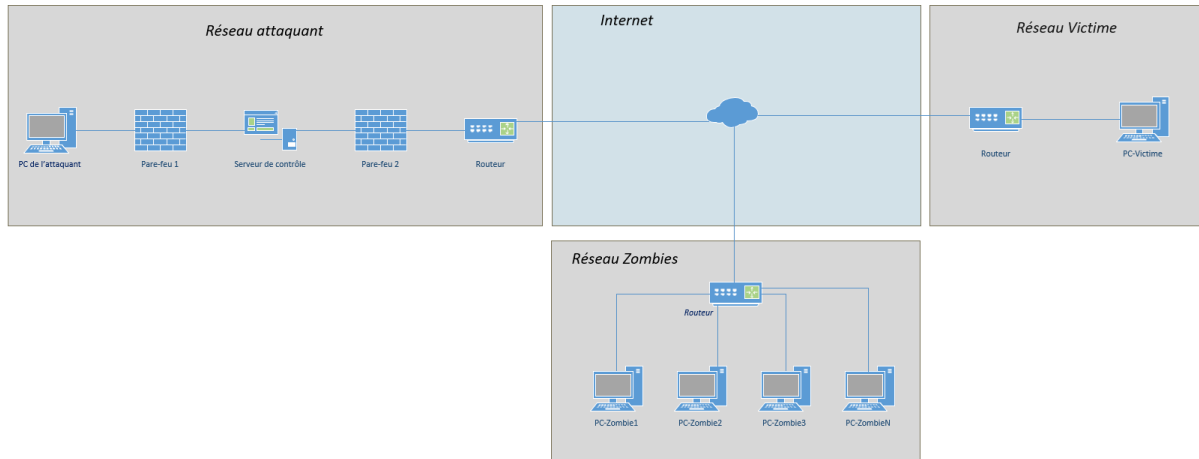 Réseau attaquant
Internet
Réseau Victime
PC de l'attaquant
Pare-feu 1
Serveur de contrôle
Pare-feu 2
Routeur
Routeur
PC-Victime
Réseau Zombies
Routeur
PC-Zombie1
PC-Zombie2
PC-Zombie3
PC-ZombieN